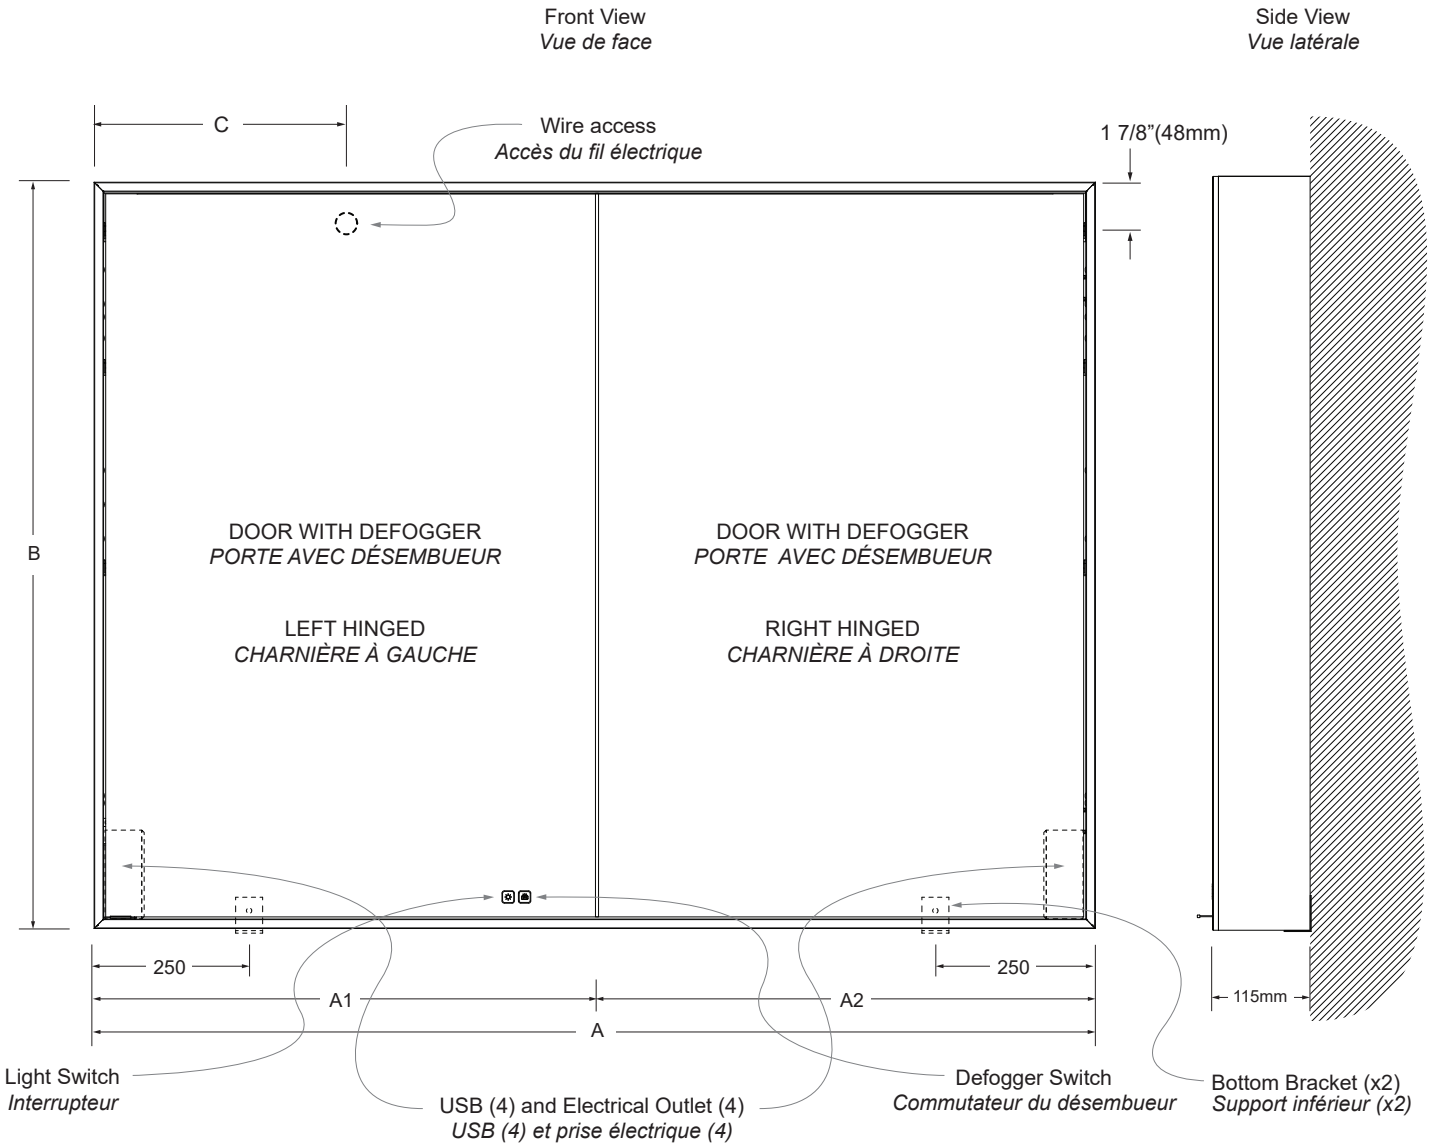 Front View
Vue de face
Side View
Vue latérale
C
Wire access
Accès du fil électrique
1 7/8”(48mm)
B
DOOR WITH DEFOGGER
PORTE AVEC DÉSEMBUEUR
LEFT HINGED
CHARNIÈRE À GAUCHE
DOOR WITH DEFOGGER
PORTE AVEC DÉSEMBUEUR
RIGHT HINGED
CHARNIÈRE À DROITE
250
250
A1
A2
115mm
A
Light Switch
Interrupteur
USB (4) and Electrical Outlet (4)
USB (4) et prise électrique (4)
Defogger Switch
Commutateur du désembueur
Bottom Bracket (x2)
Support inférieur (x2)